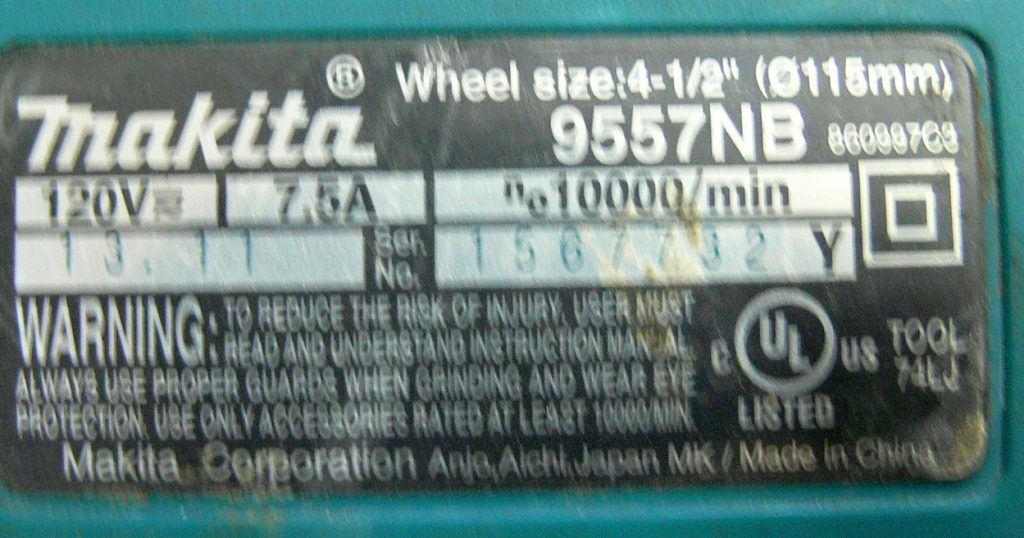 makita® Wheel size:4-1/2" (Ø115mm)
9557NB
120V 7.5A no10000/min
13.11 Ser. No. 1567732 Y
WARNING: TO REDUCE THE RISK OF INJURY, USER MUST
READ AND UNDERSTAND INSTRUCTION MANUAL.
ALWAYS USE PROPER GUARDS WHEN GRINDING AND WEAR EYE
PROTECTION. USE ONLY ACCESSORIES RATED AT LEAST 10000/MIN.
C UL US
LISTED
TOOL
74LJ
Makita Corporation Anjo, Aichi, Japan MK / Made in China